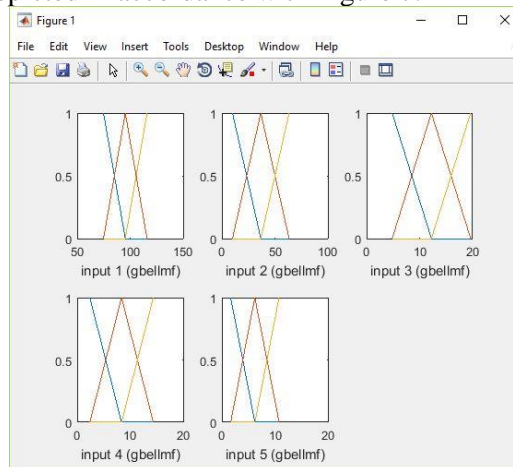 Figure 1
File Edit View Insert Tools Desktop Window Help
1 1 1
0.5 0.5 0.5
0 0 0
50 100 150 0 50 100 0 10 20
input 1 (gbellmf) input 2 (gbellmf) input 3 (gbellmf)
1 1
0.5 0.5
0 0
0 10 20 0 10 20
input 4 (gbellmf) input 5 (gbellmf)